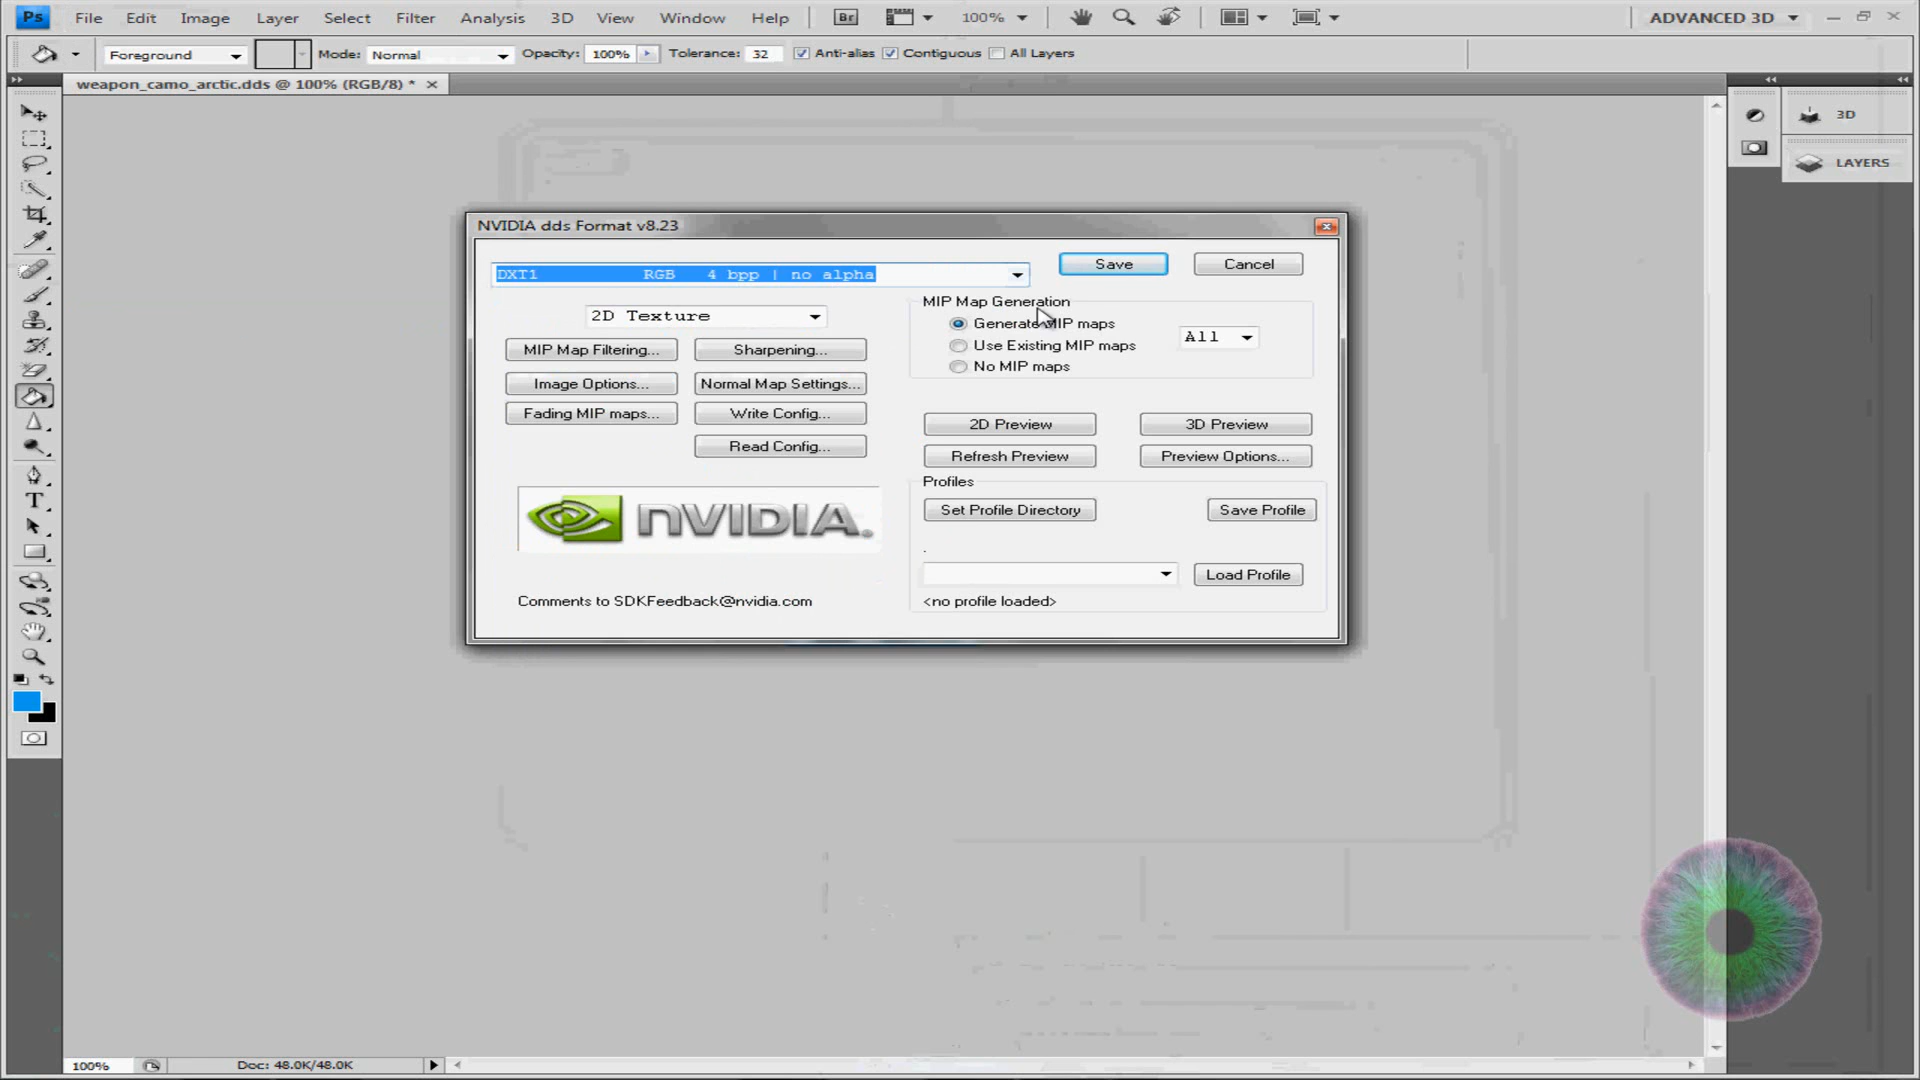 Ps File Edit Image Layer Select Filter Analysis 3D View Window Help Br 100% ADVANCED 3D
Foreground Mode: Normal Opacity: 100% Tolerance: 32 Anti-alias Contiguous All Layers
weapon_camo_arctic.dds @ 100% (RGB/8) *
3D
LAYERS
NVIDIA dds Format v8.23
DXT1 RGB 4 bpp | no alpha
Save Cancel
2D Texture
MIP Map Generation
Generate MIP maps
Use Existing MIP maps
No MIP maps
All
MIP Map Filtering... Sharpening...
Image Options... Normal Map Settings...
Fading MIP maps... Write Config...
Read Config...
2D Preview 3D Preview
Refresh Preview Preview Options...
Profiles
Set Profile Directory Save Profile
.
Load Profile
<no profile loaded>
NVIDIA.
Comments to SDKFeedback@nvidia.com
T
100% Doc: 48.0K/48.0K